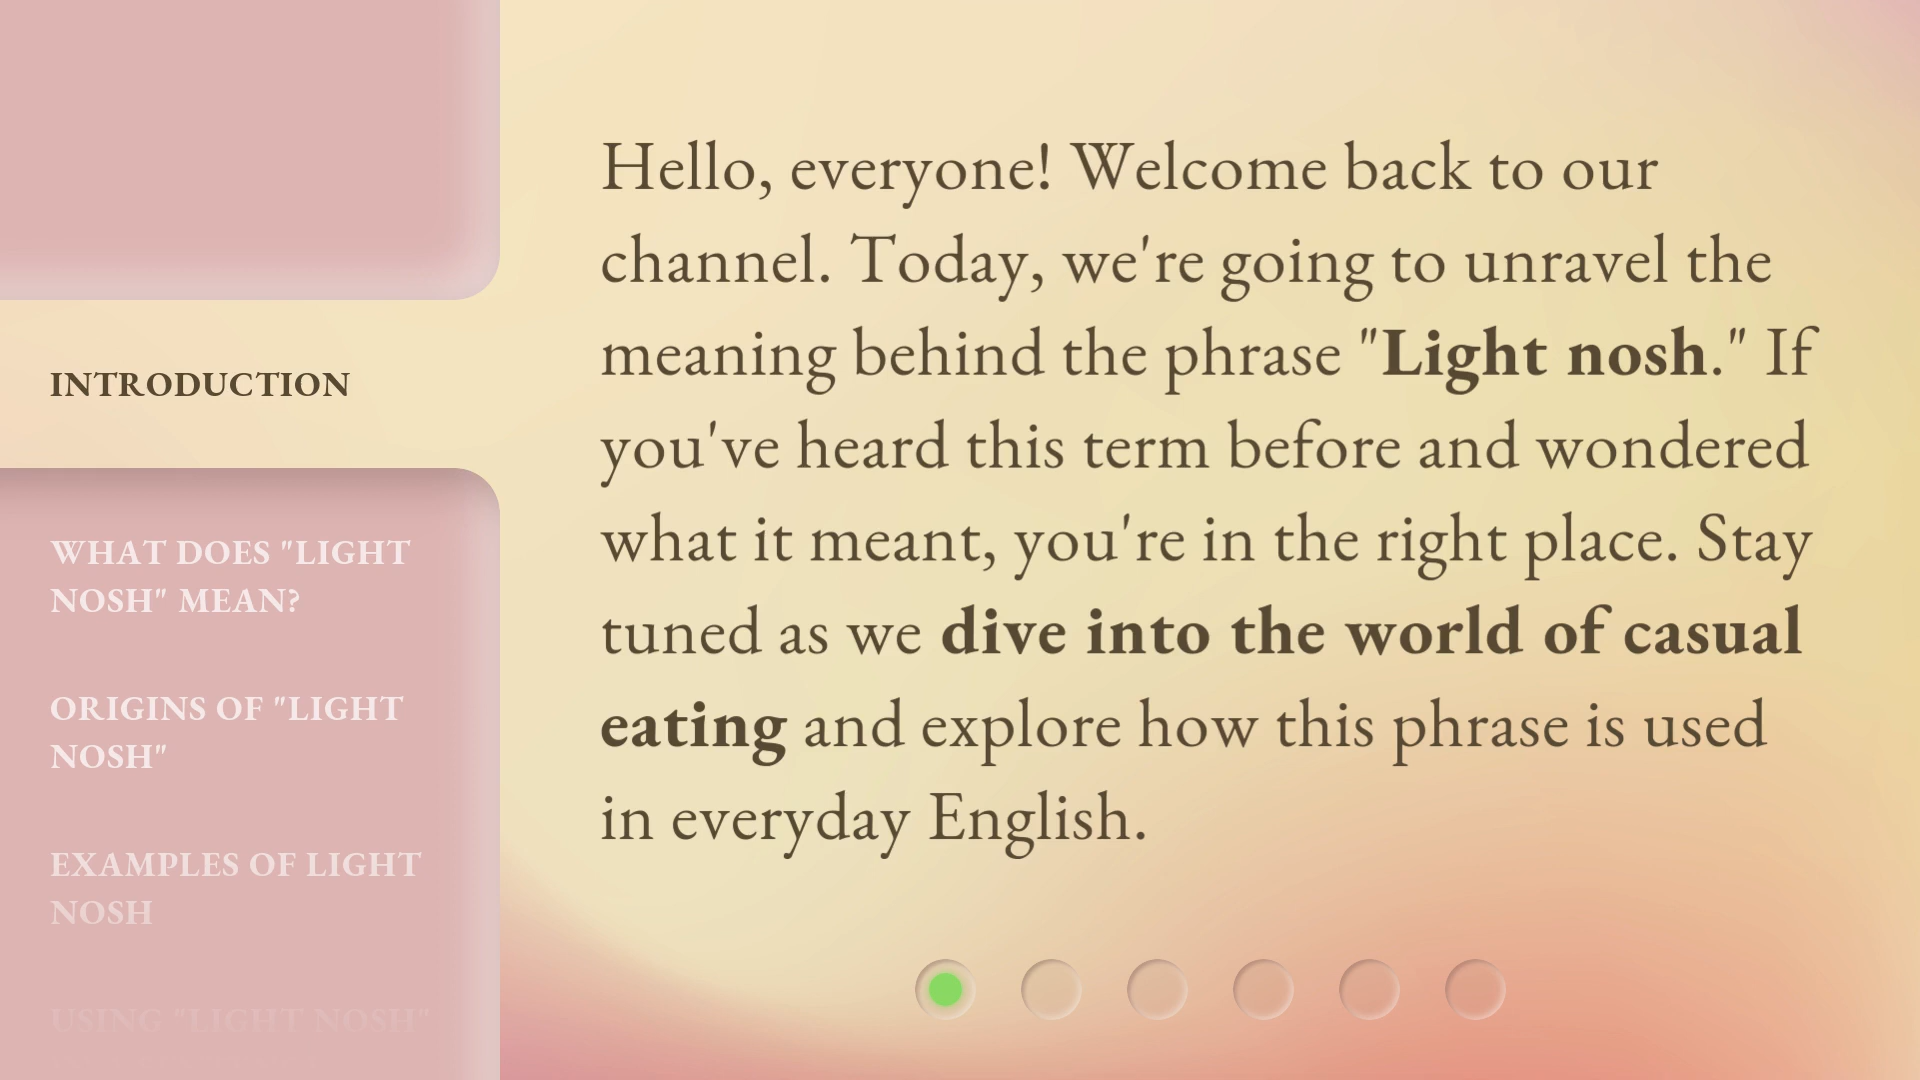 INTRODUCTION
WHAT DOES "LIGHT
NOSH" MEAN?
ORIGINS OF "LIGHT
NOSH"
EXAMPLES OF LIGHT
NOSH
USING "LIGHT NOSH"
Hello, everyone! Welcome back to our
channel. Today, we're going to unravel the
meaning behind the phrase "Light nosh." If
you've heard this term before and wondered
what it meant, you're in the right place. Stay
tuned as we dive into the world of casual
eating and explore how this phrase is used
in everyday English.